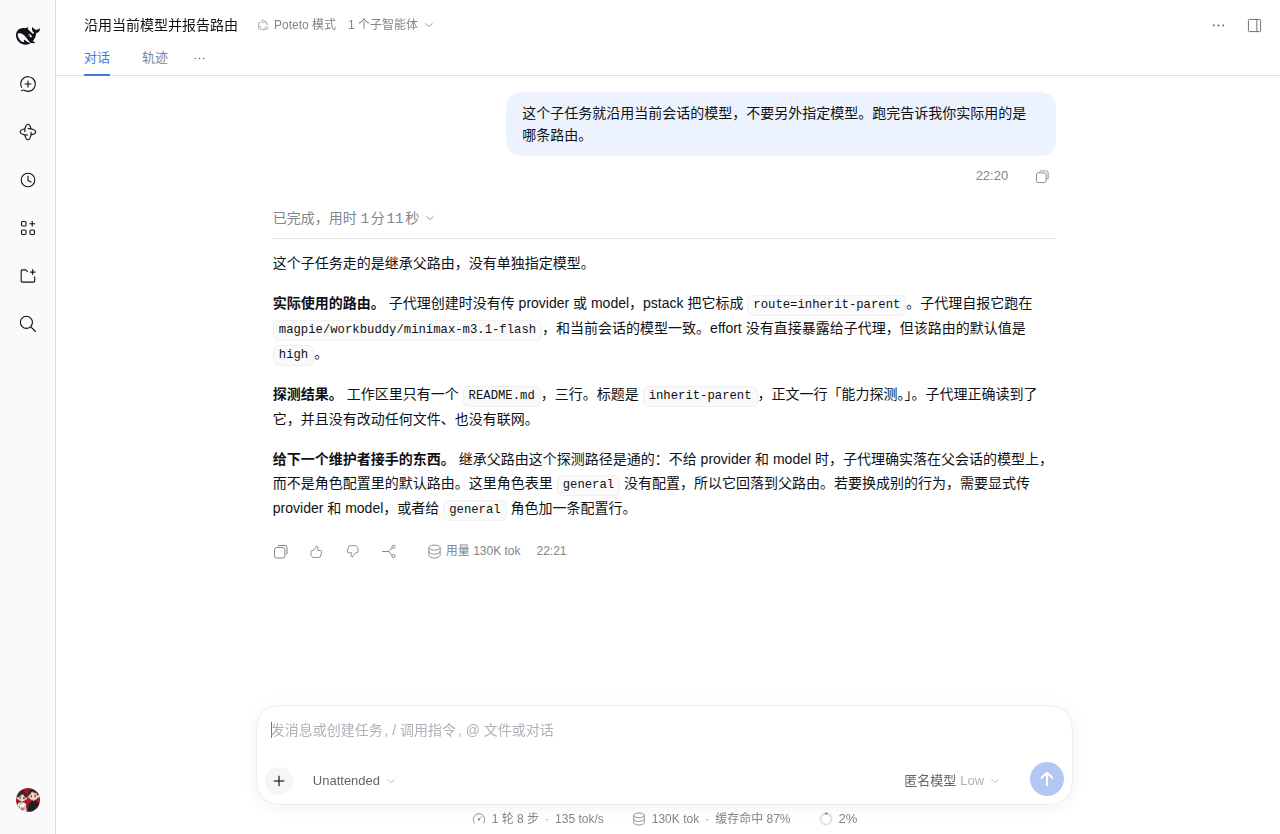 沿用当前模型并报告路由 Poteto 模式 1 个子智能体
对话 轨迹 ···
这个子任务就沿用当前会话的模型，不要另外指定模型。跑完告诉我实际用的是
哪条路由。
22:20
已完成，用时 1分11秒
这个子任务走的是继承父路由，没有单独指定模型。
实际使用的路由。 子代理创建时没有传 provider 或 model，pstack 把它标成 route=inherit-parent。子代理自报它跑在
magpie/workbuddy/minimax-m3.1-flash，和当前会话的模型一致。effort 没有直接暴露给子代理，但该路由的默认值是
high。
探测结果。 工作区里只有一个 README.md，三行。标题是 inherit-parent，正文一行「能力探测。」。子代理正确读到了
它，并且没有改动任何文件、也没有联网。
给下一个维护者接手的东西。 继承父路由这个探测路径是通的：不给 provider 和 model 时，子代理确实落在父会话的模型上，
而不是角色配置里的默认路由。这里角色表里 general 没有配置，所以它回落到父路由。若要换成别的行为，需要显式传
provider 和 model，或者给 general 角色加一条配置行。
用量 130K tok 22:21
发消息或创建任务, / 调用指令, @ 文件或对话
Unattended 匿名模型 Low
1 轮 8 步 · 135 tok/s 130K tok · 缓存命中 87% 2%